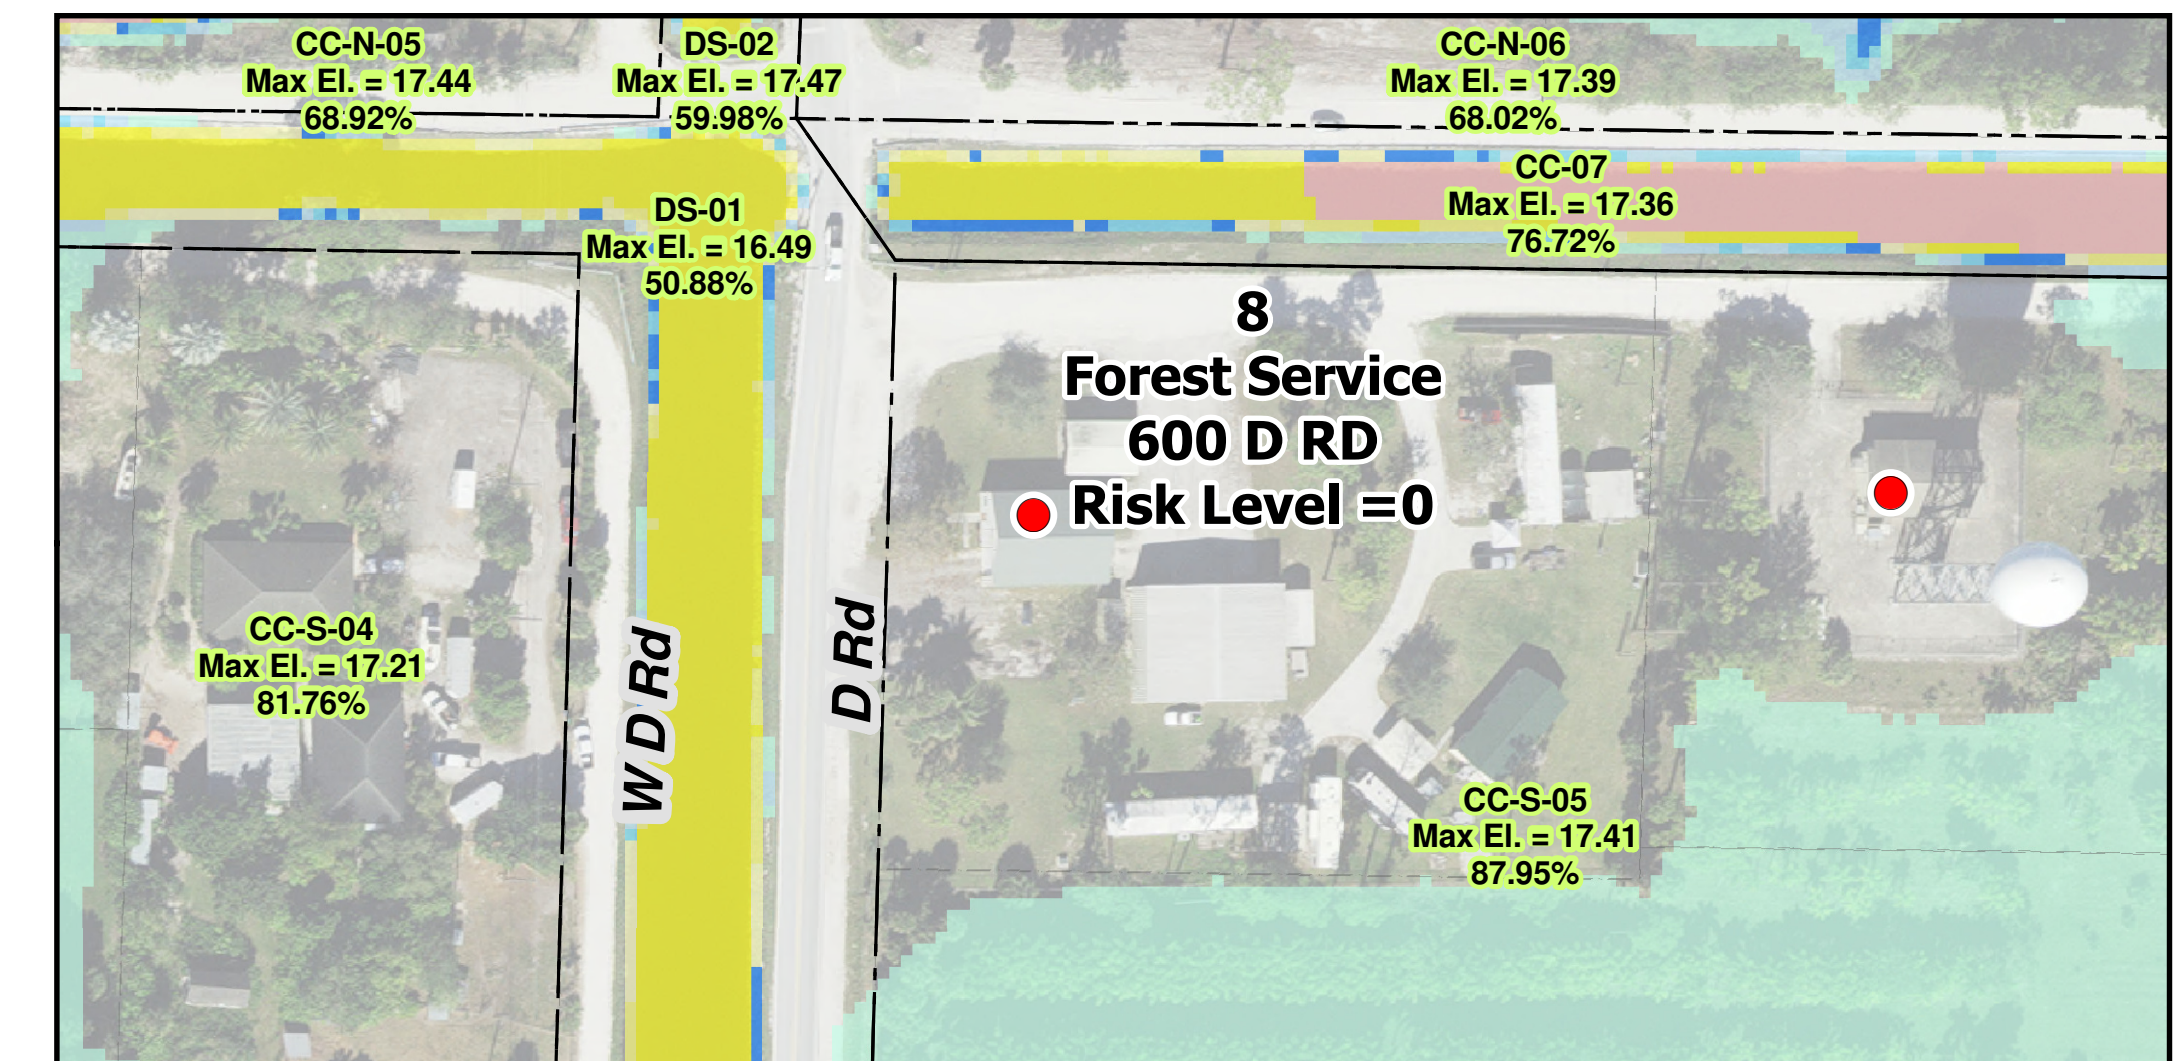 CC-N-05
Max El. = 17.44
68.92%
DS-02
Max El. = 17.47
59.98%
CC-N-06
Max El. = 17.39
68.02%
CC-07
Max El. = 17.36
76.72%
DS-01
Max El. = 16.49
50.88%
8
Forest Service
600 D RD
Risk Level =0
CC-S-04
Max El. = 17.21
81.76%
W D Rd
D Rd
CC-S-05
Max El. = 17.41
87.95%